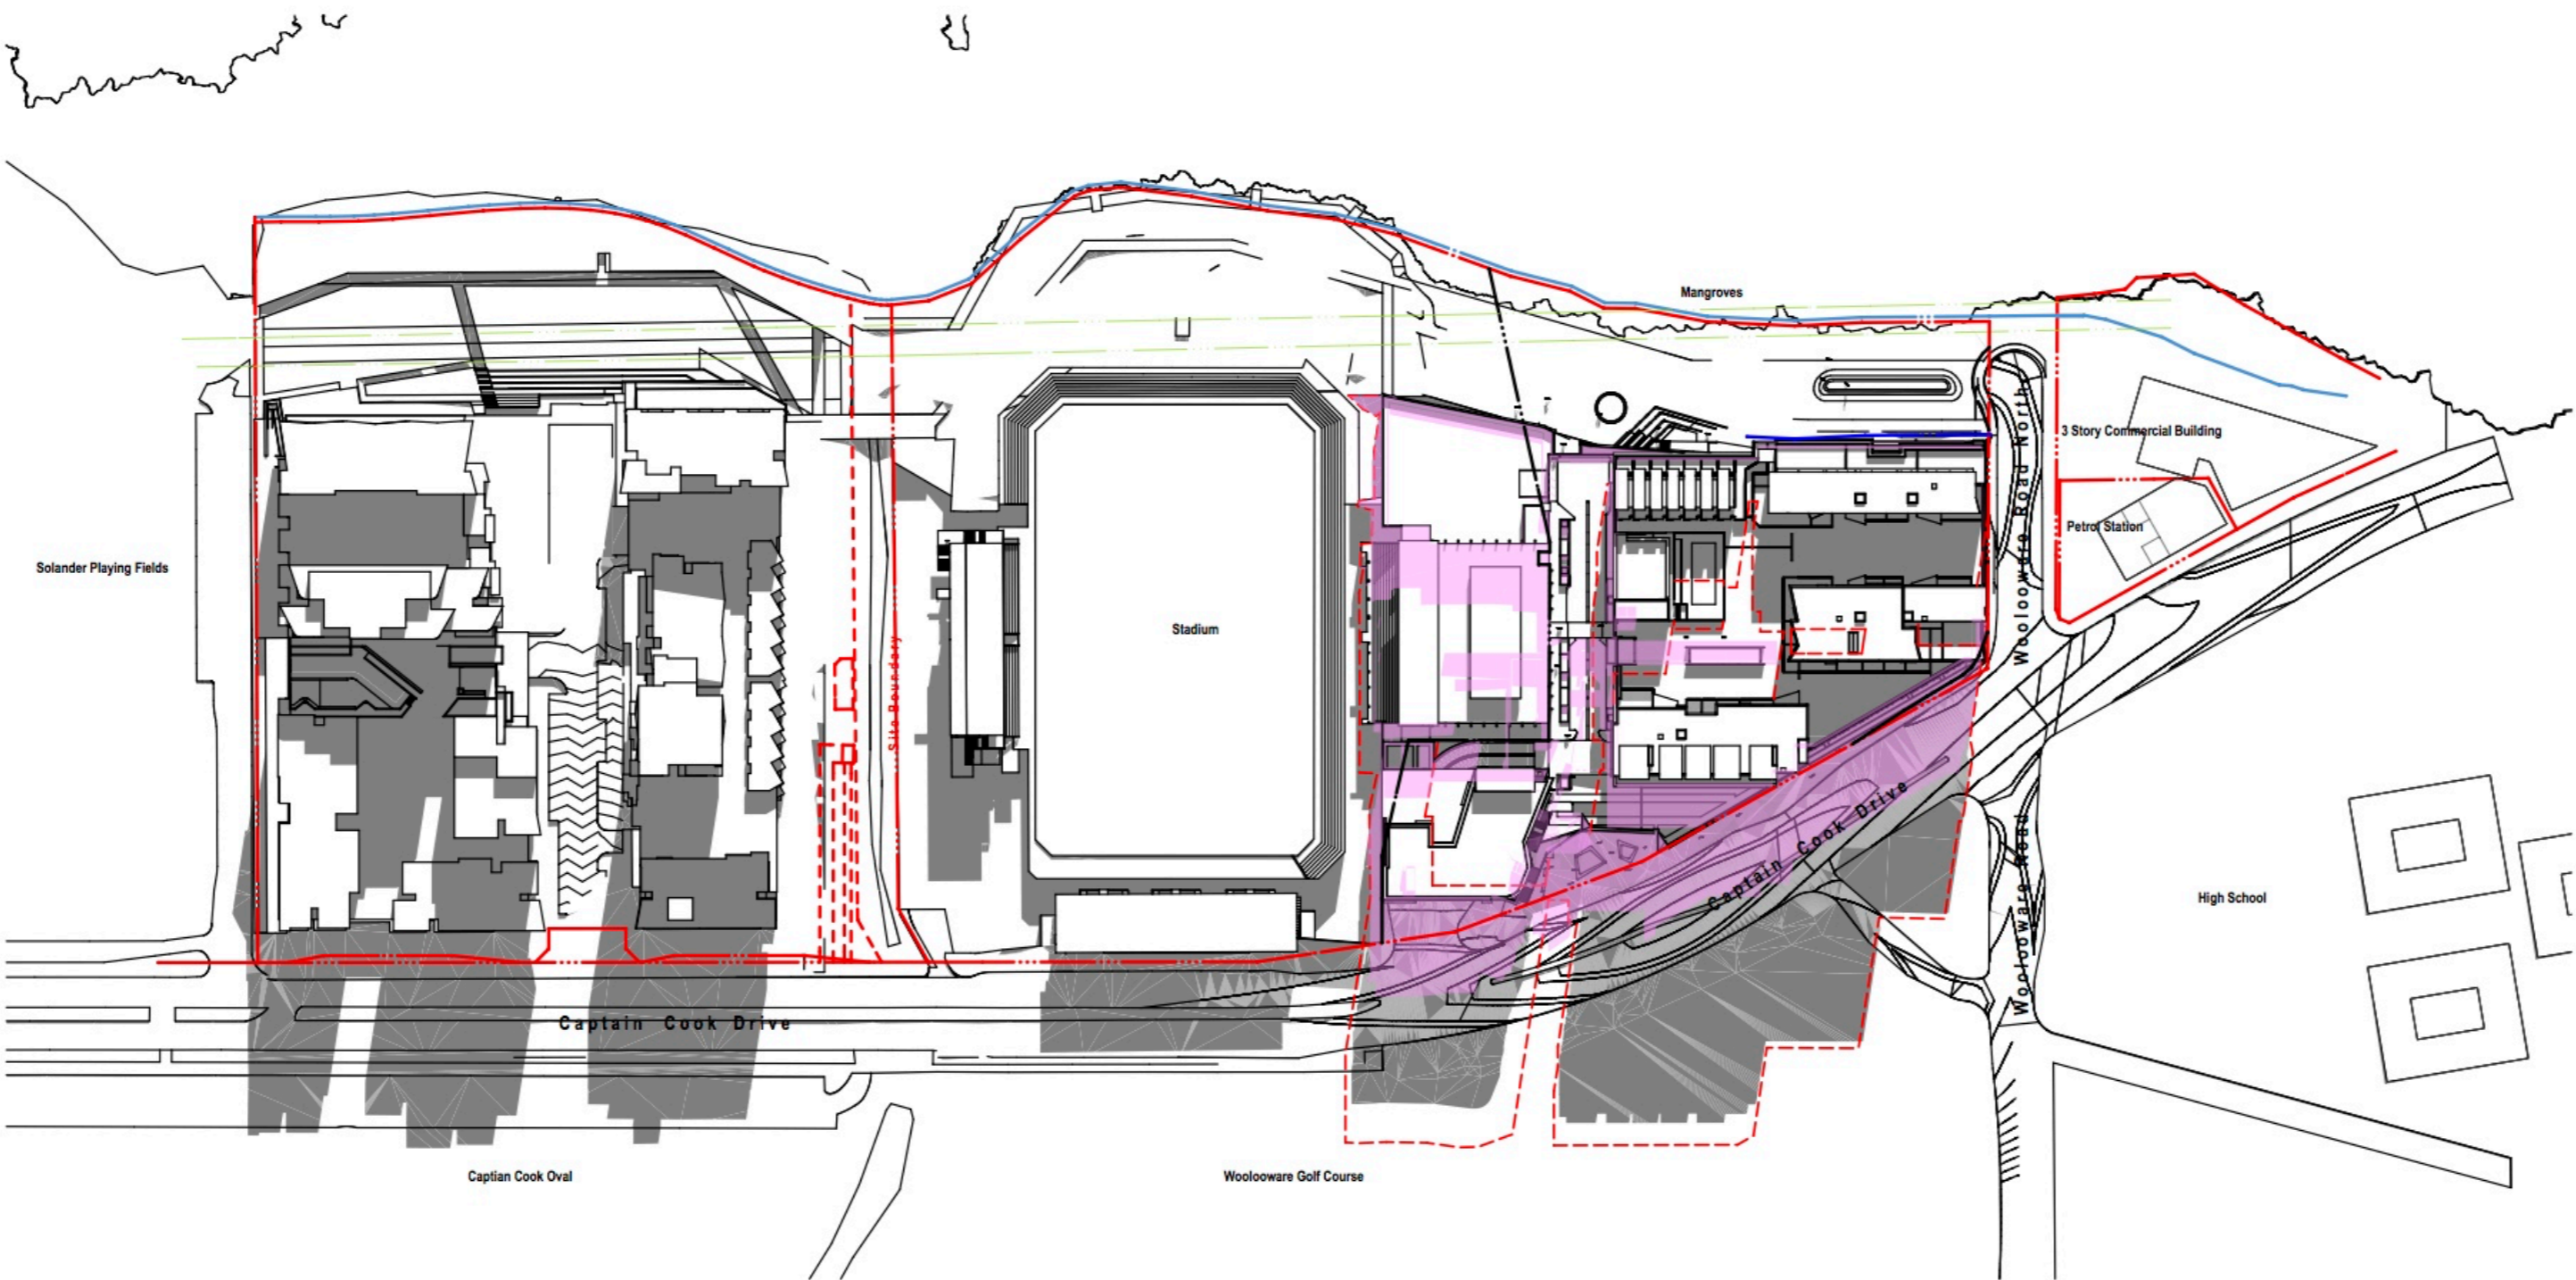 Mangroves
Woolooware Road North
3 Story Commercial Building
Petrol Station
Solander Playing Fields
Stadium
Site Boundary
Captain Cook Drive
Woolooware Road
High School
Captain Cook Drive
Captian Cook Oval
Woolooware Golf Course